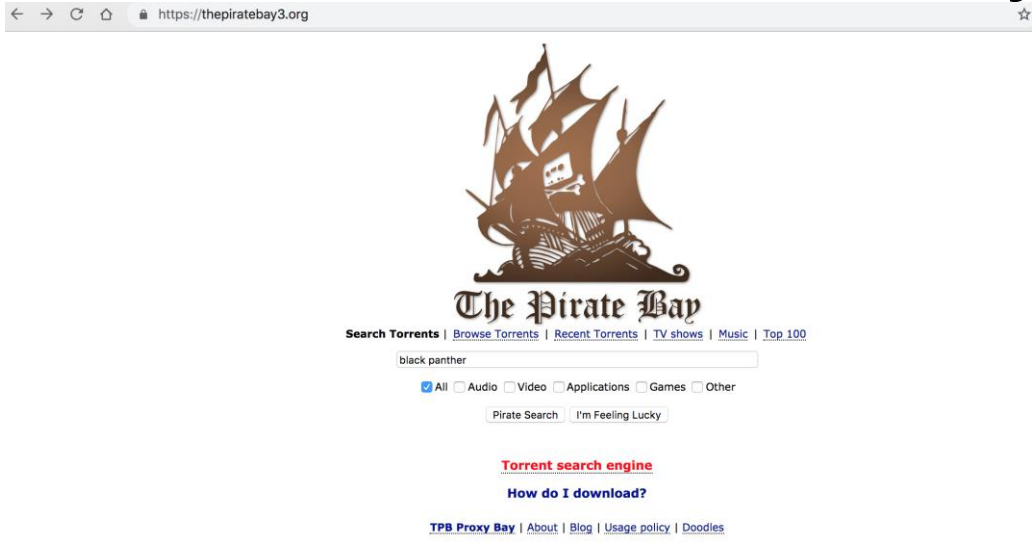 https://thepiratebay3.org
The Pirate Bay
Search Torrents | Browse Torrents | Recent Torrents | TV shows | Music | Top 100
black panther
All Audio Video Applications Games Other
Pirate Search I'm Feeling Lucky
Torrent search engine
How do I download?
TPB Proxy Bay | About | Blog | Usage policy | Doodles